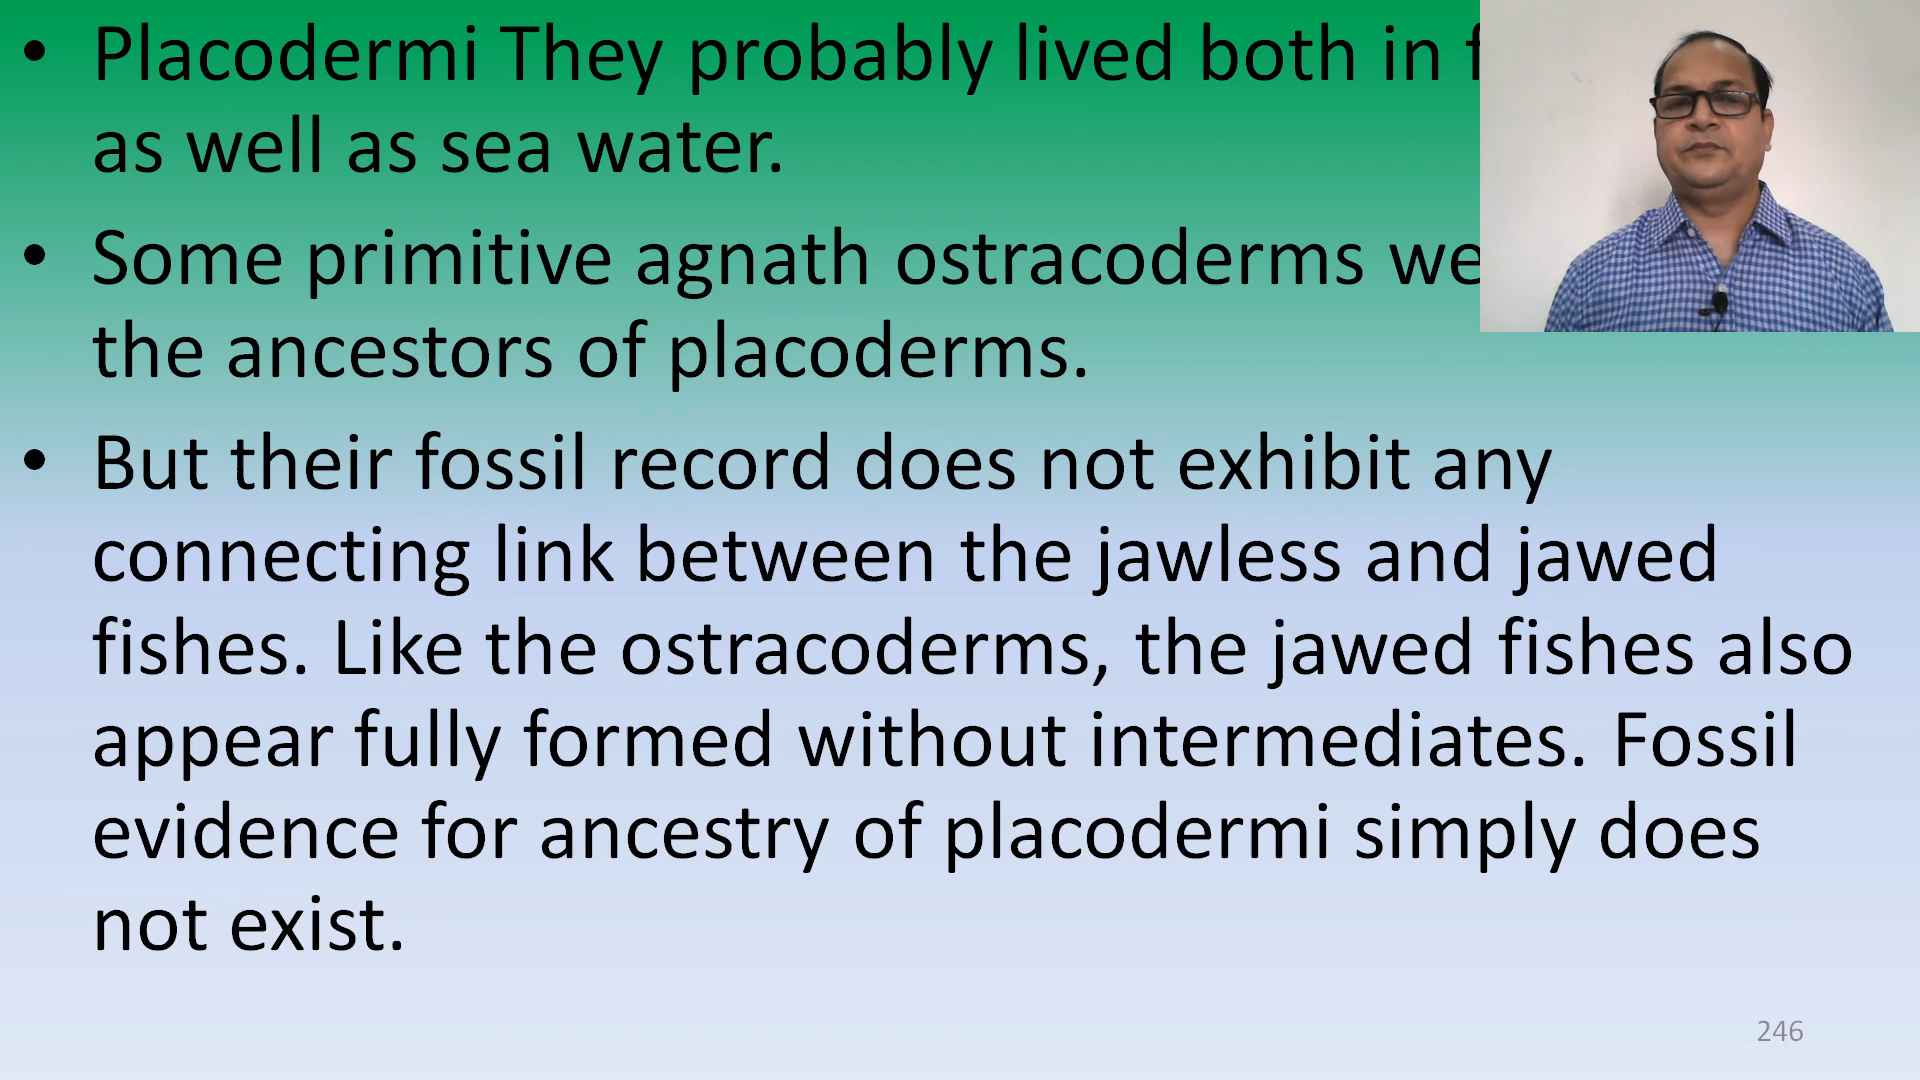 • Placodermi They probably lived both in
as well as sea water.
• Some primitive agnath ostracoderms
the ancestors of placoderms.
• But their fossil record does not exhibit any
connecting link between the jawless and jawed
fishes. Like the ostracoderms, the jawed fishes also
appear fully formed without intermediates. Fossil
evidence for ancestry of placodermi simply does
not exist.
246